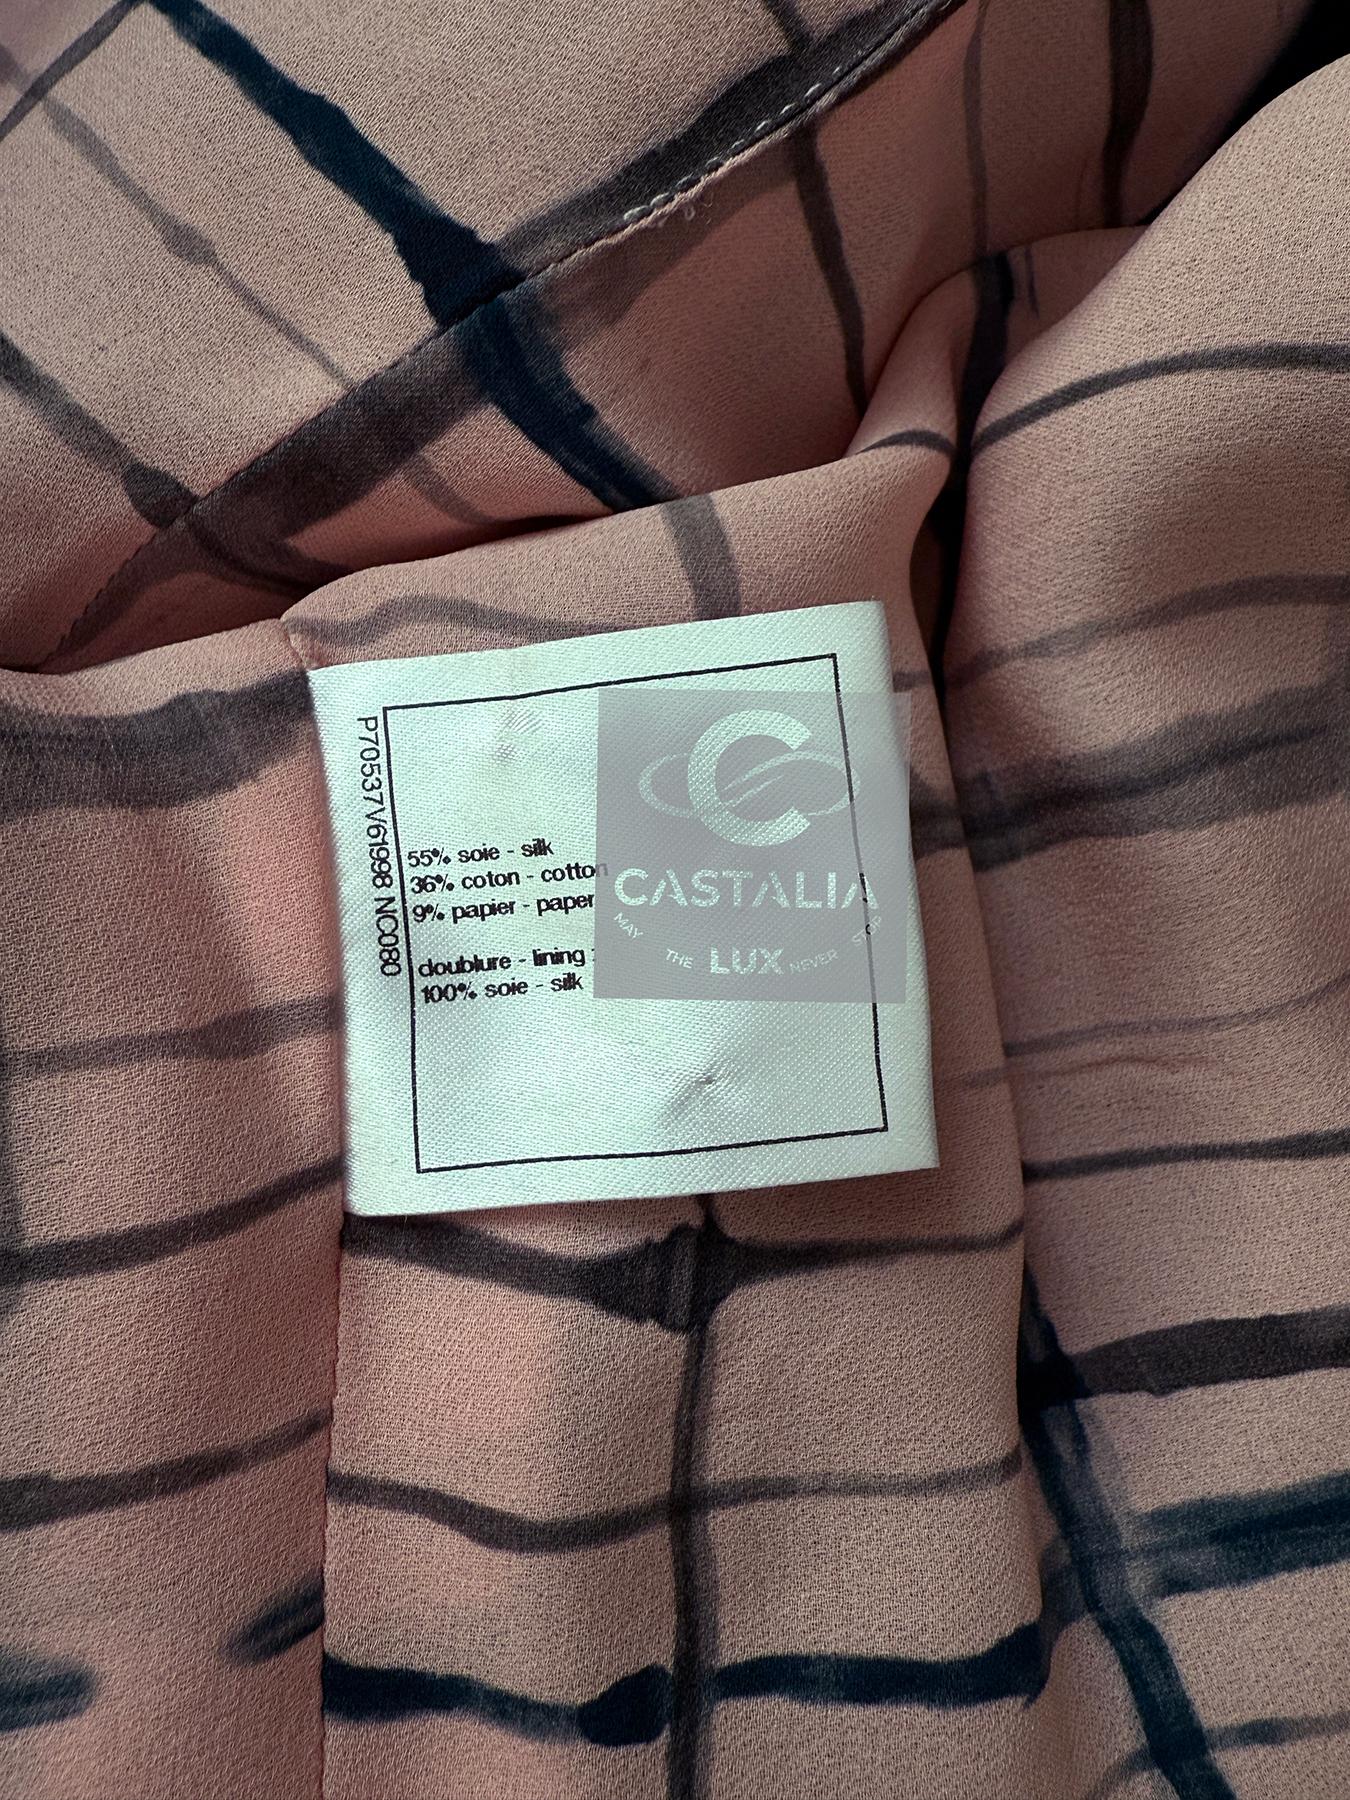 P70537V61998 NC080
55% soie - silk
36% coton - cotton
9% papier - paper
doublure - lining
100% soie - silk
CASTALIA
MAY THE LUX NEVER STOP